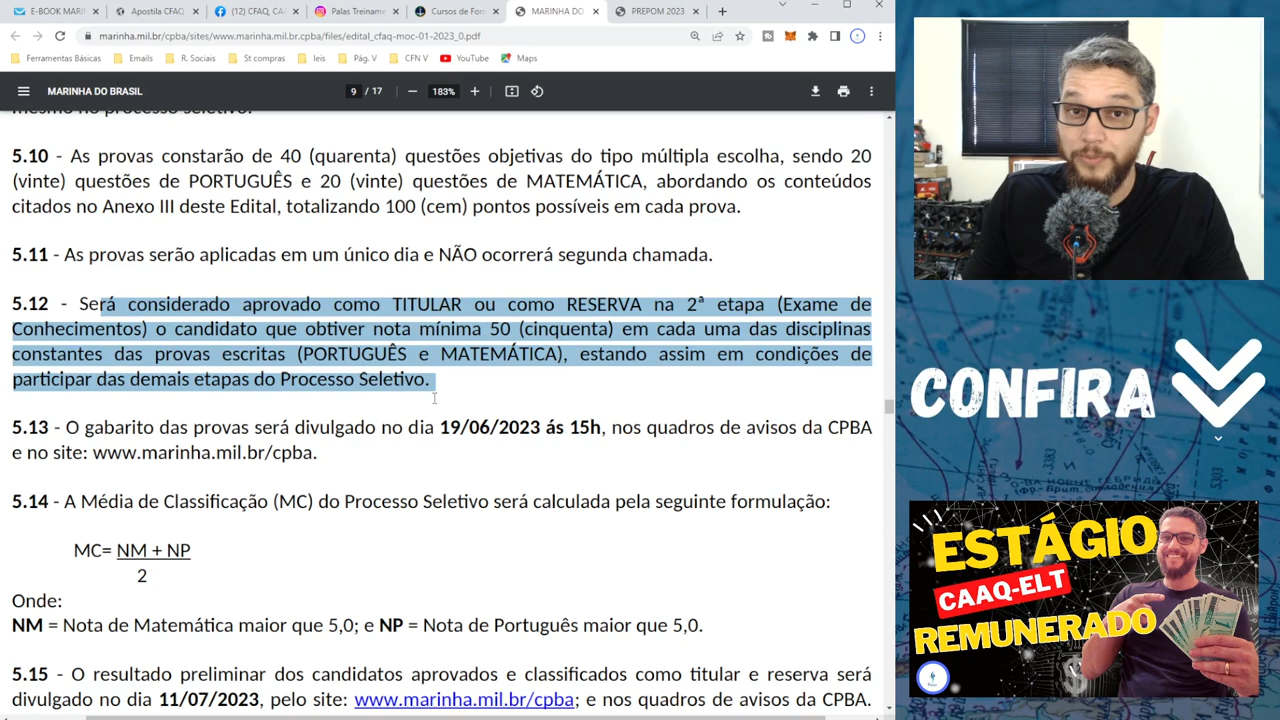 E-BOOK MARI
Apostila CFAQ
(12) CFAQ, CAA
Palas Treiname
Cursos de For
MARINHA DO
PREPOM 2023
marinha.mil.br/cpba/sites/www.marinha.mil.br.cpba/files/edital_cfaq-moc-1-2023_0.pdf
Ferramentas Básicas
Emails
R. Sociais
St compras
leis
Pág. V
CFN V
YouTube
Maps
MARINHA DO BRASIL
9 / 17
183%
mesmo no processo seletivo.
5.10 - As provas constarão de 40 (quarenta) questões objetivas do tipo múltipla escolha, sendo 20
(vinte) questões de PORTUGUÊS e 20 (vinte) questões de MATEMÁTICA, abordando os conteúdos
citados no Anexo III deste Edital, totalizando 100 (cem) pontos possíveis em cada prova.
5.11 - As provas serão aplicadas em um único dia e NÃO ocorrerá segunda chamada.
5.12 - Será considerado aprovado como TITULAR ou como RESERVA na 2ª etapa (Exame de
Conhecimentos) o candidato que obtiver nota mínima 50 (cinquenta) em cada uma das disciplinas
constantes das provas escritas (PORTUGUÊS e MATEMÁTICA), estando assim em condições de
participar das demais etapas do Processo Seletivo.
5.13 - O gabarito das provas será divulgado no dia 19/06/2023 ás 15h, nos quadros de avisos da CPBA
e no site: www.marinha.mil.br/cpba.
5.14 - A Média de Classificação (MC) do Processo Seletivo será calculada pela seguinte formulação:
MC= NM + NP
2
Onde:
NM = Nota de Matemática maior que 5,0; e NP = Nota de Português maior que 5,0.
5.15 - O resultado preliminar dos candidatos aprovados e classificados como titular e reserva será
divulgado no dia 11/07/2023, pelo site: www.marinha.mil.br/cpba; e nos quadros de avisos da CPBA.
CONFIRA
ESTÁGIO
CAAQ-ELT
REMUNERADO